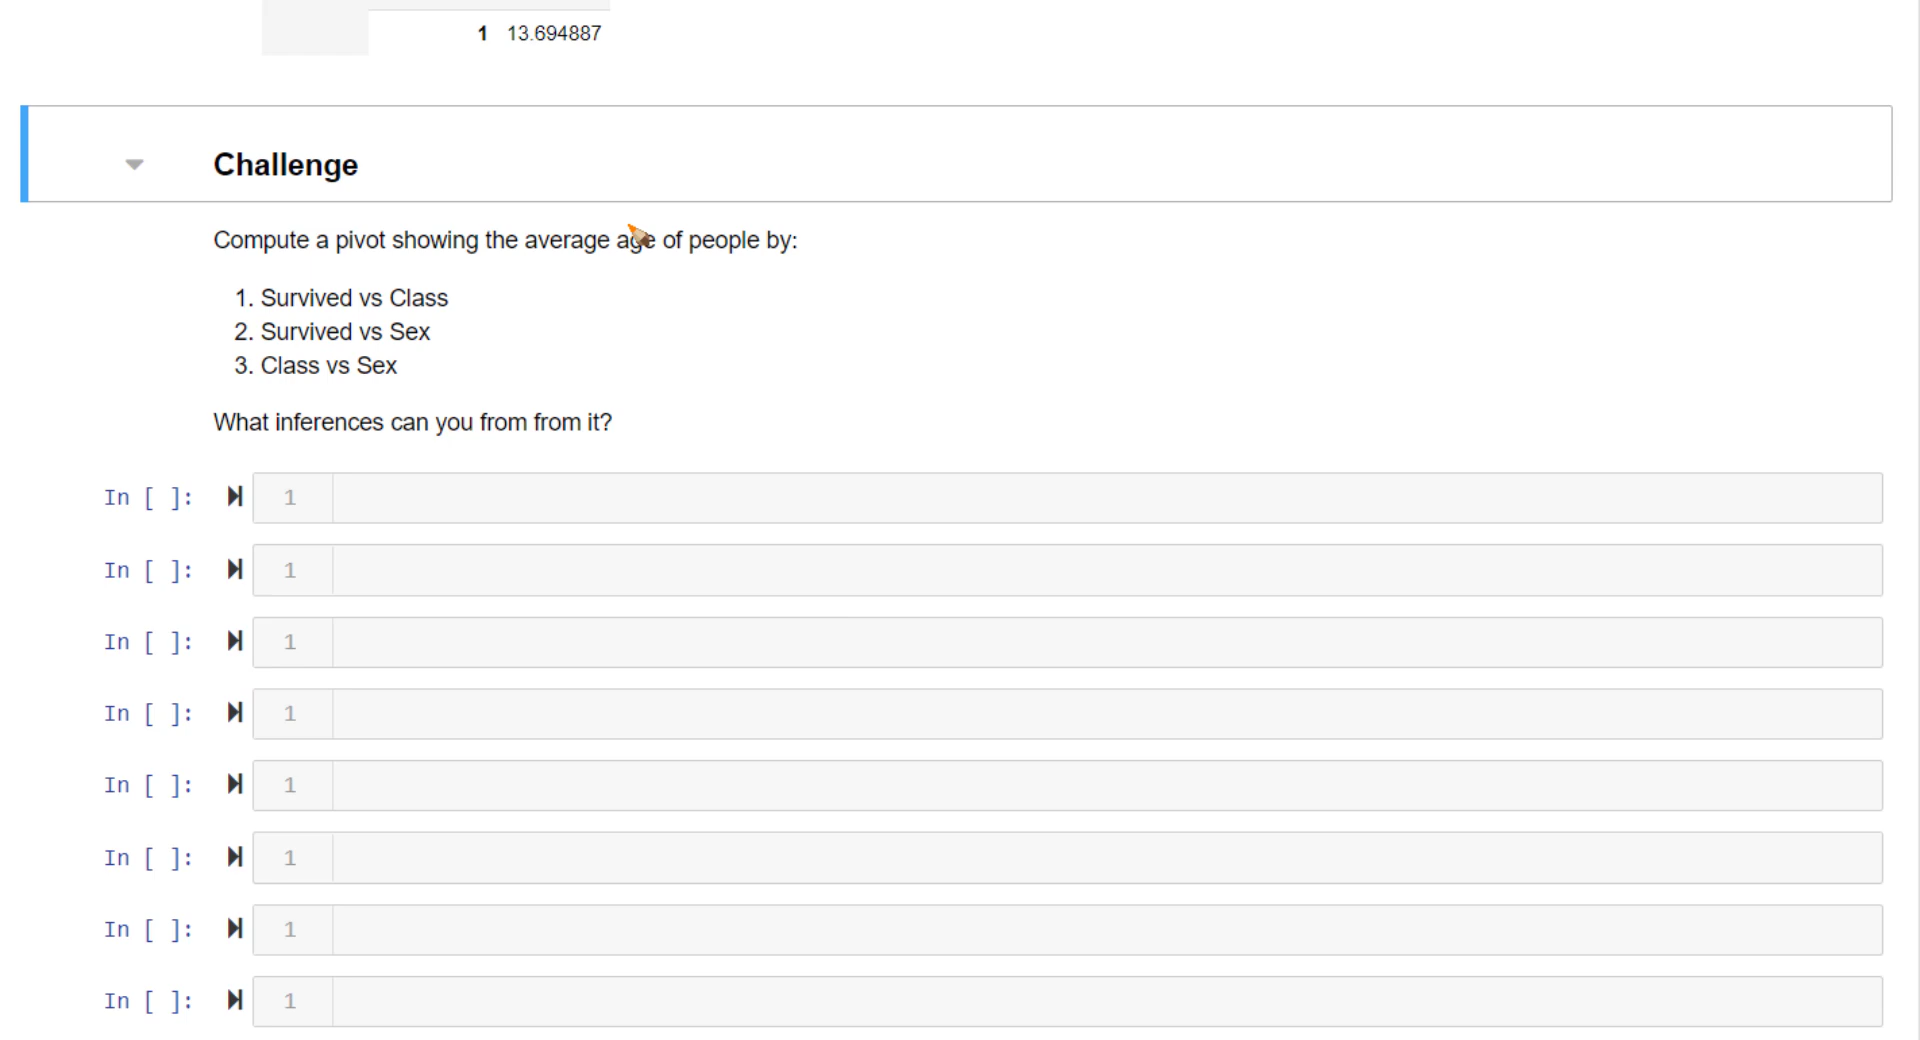 1 13.694887
Challenge
Compute a pivot showing the average age of people by:
1. Survived vs Class
2. Survived vs Sex
3. Class vs Sex
What inferences can you from from it?
In [ ]: 1
In [ ]: 1
In [ ]: 1
In [ ]: 1
In [ ]: 1
In [ ]: 1
In [ ]: 1
In [ ]: 1